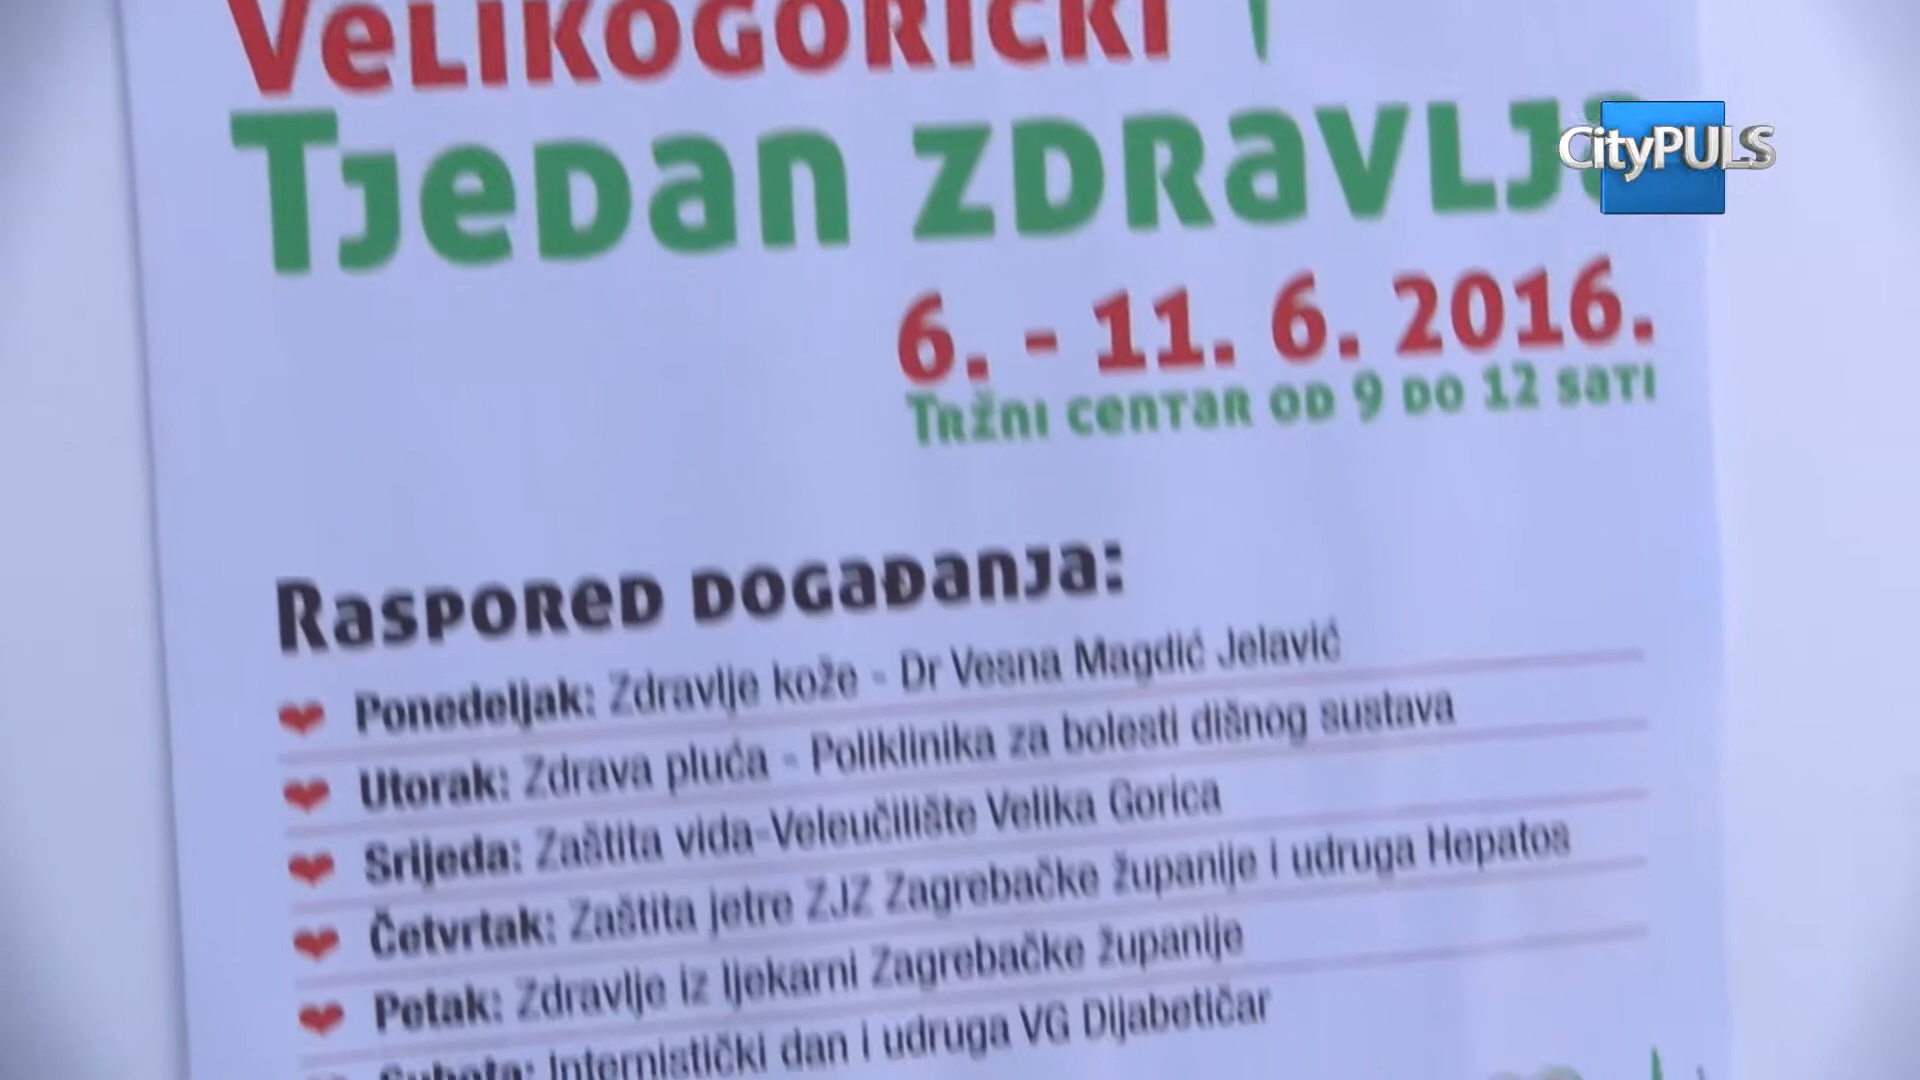 VELIKOGORIČKI
TJEDAN ZDRAVLJA
CityPULS
6. - 11. 6. 2016.
TRŽNI CENTAR OD 9 DO 12 SATI
RASPORED DOGAĐANJA:
Ponedeljak: Zdravlje kože - Dr Vesna Magdić Jelavić
Utorak: Zdrava pluća - Poliklinika za bolesti dišnog sustava
Srijeda: Zaštita vida-Veleučilište Velika Gorica
Četvrtak: Zaštita jetre ZJZ Zagrebačke županije i udruga Hepatos
Petak: Zdravlje iz ljekarni Zagrebačke županije
Subota: Internistički dan i udruga VG Dijabetičar